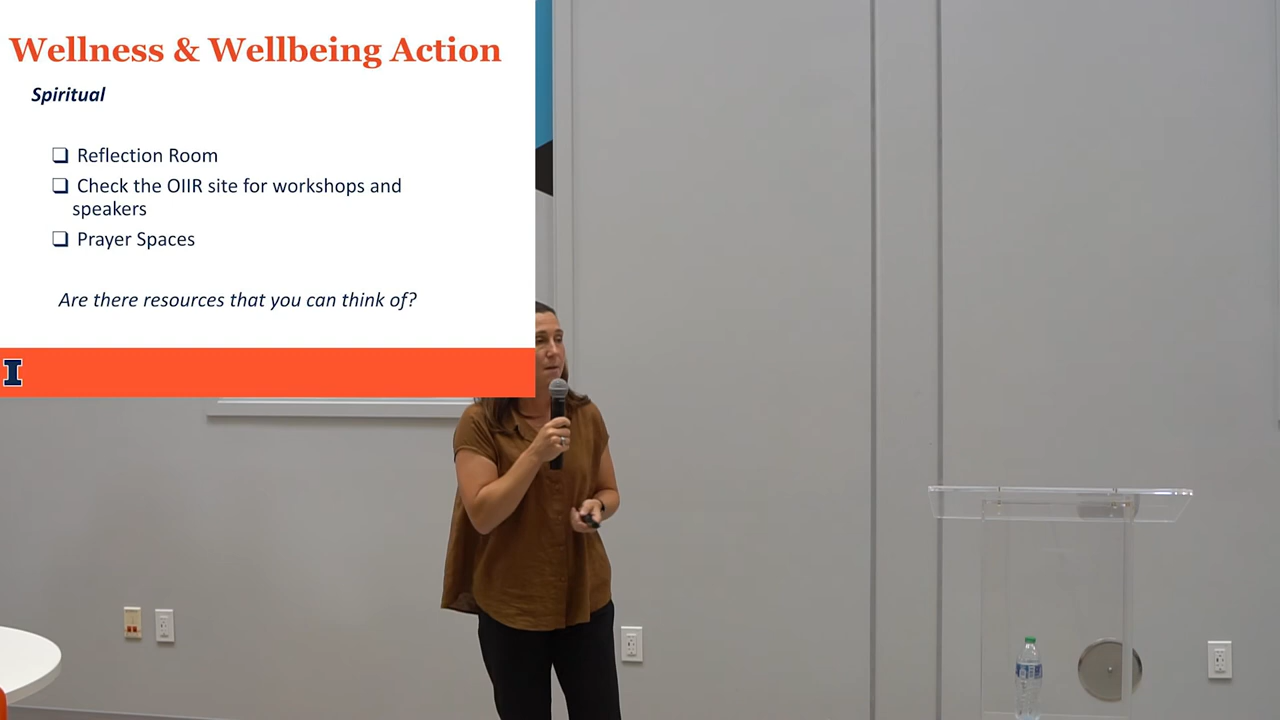 Wellness & Wellbeing Action
Spiritual
❑ Reflection Room
❑ Check the OIIR site for workshops and
speakers
❑ Prayer Spaces
Are there resources that you can think of?
I